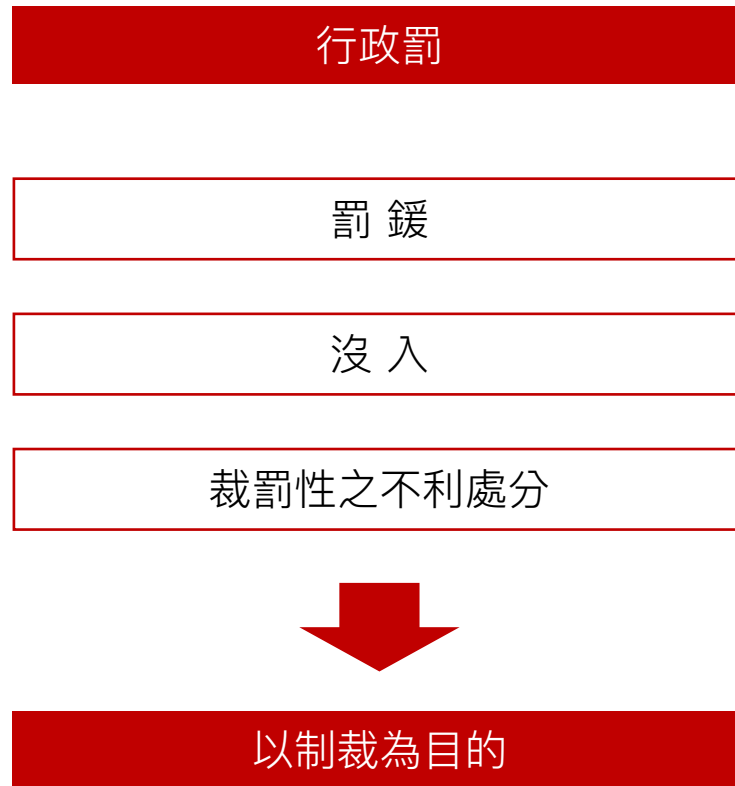 行政罰
罰 鍰
沒 入
裁罰性之不利處分
以制裁為目的